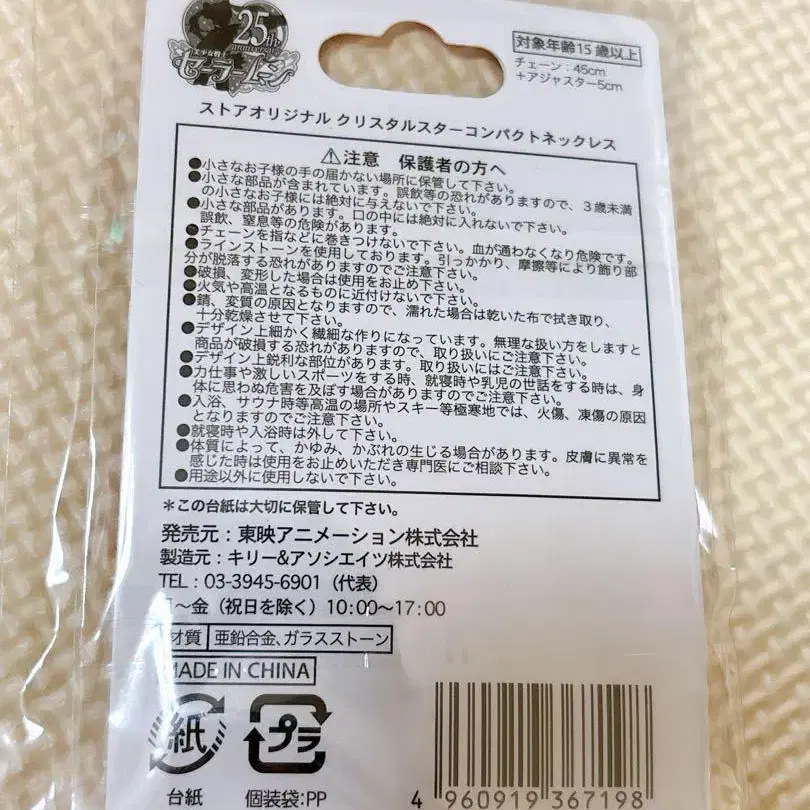 25th
anniversary
美少女戦士
セーラームーン
対象年齢15歳以上
チェーン：45cm
＋アジャスター5cm
ストアオリジナル クリスタルスターコンパクトネックレス
⚠注意　保護者の方へ
●小さなお子様の手の届かない場所に保管して下さい。
●小さな部品が含まれています。誤飲等の恐れがありますので、３歳未満
の小さなお子様には絶対に与えないで下さい。
●小さな部品があります。口の中には絶対に入れないで下さい。
誤飲、窒息等の危険があります。
●チェーンを指などに巻きつけないで下さい。血が通わなくなり危険です。
●ラインストーンを使用しております。引っかかり、摩擦等により飾り部
分が脱落する恐れがありますのでご注意下さい。
●破損、変形した場合は使用をお止め下さい。
●火気や高温となるものに近付けないで下さい。
●錆、変質の原因となりますので、濡れた場合は乾いた布で拭き取り、
十分乾燥させて下さい。
●デザイン上細かく繊細な作りになっています。無理な扱い方をしますと
商品が破損する恐れがありますので、取り扱いにはご注意下さい。
●デザイン上鋭利な部位があります。取り扱いにはご注意下さい。
●力仕事や激しいスポーツをする時、就寝時や乳児の世話をする時は、身
体に思わぬ危害を及ぼす場合がありますのでご注意下さい。
●入浴、サウナ時等高温の場所やスキー等極寒地では、火傷、凍傷の原因
となりますのでご注意下さい。
●就寝時や入浴時は外して下さい。
●体質によって、かゆみ、かぶれの生じる場合があります。皮膚に異常を
感じた時は使用をお止めいただき専門医にご相談下さい。
●用途以外に使用しないで下さい。
＊この台紙は大切に保管して下さい。
発売元：東映アニメーション株式会社
製造元：キリー&アソシエイツ株式会社
TEL：03-3945-6901（代表）
月～金（祝日を除く）10:00～17:00
材質 亜鉛合金、ガラスストーン
MADE IN CHINA
紙 プラ
台紙 個装袋：PP
4 960919 367198